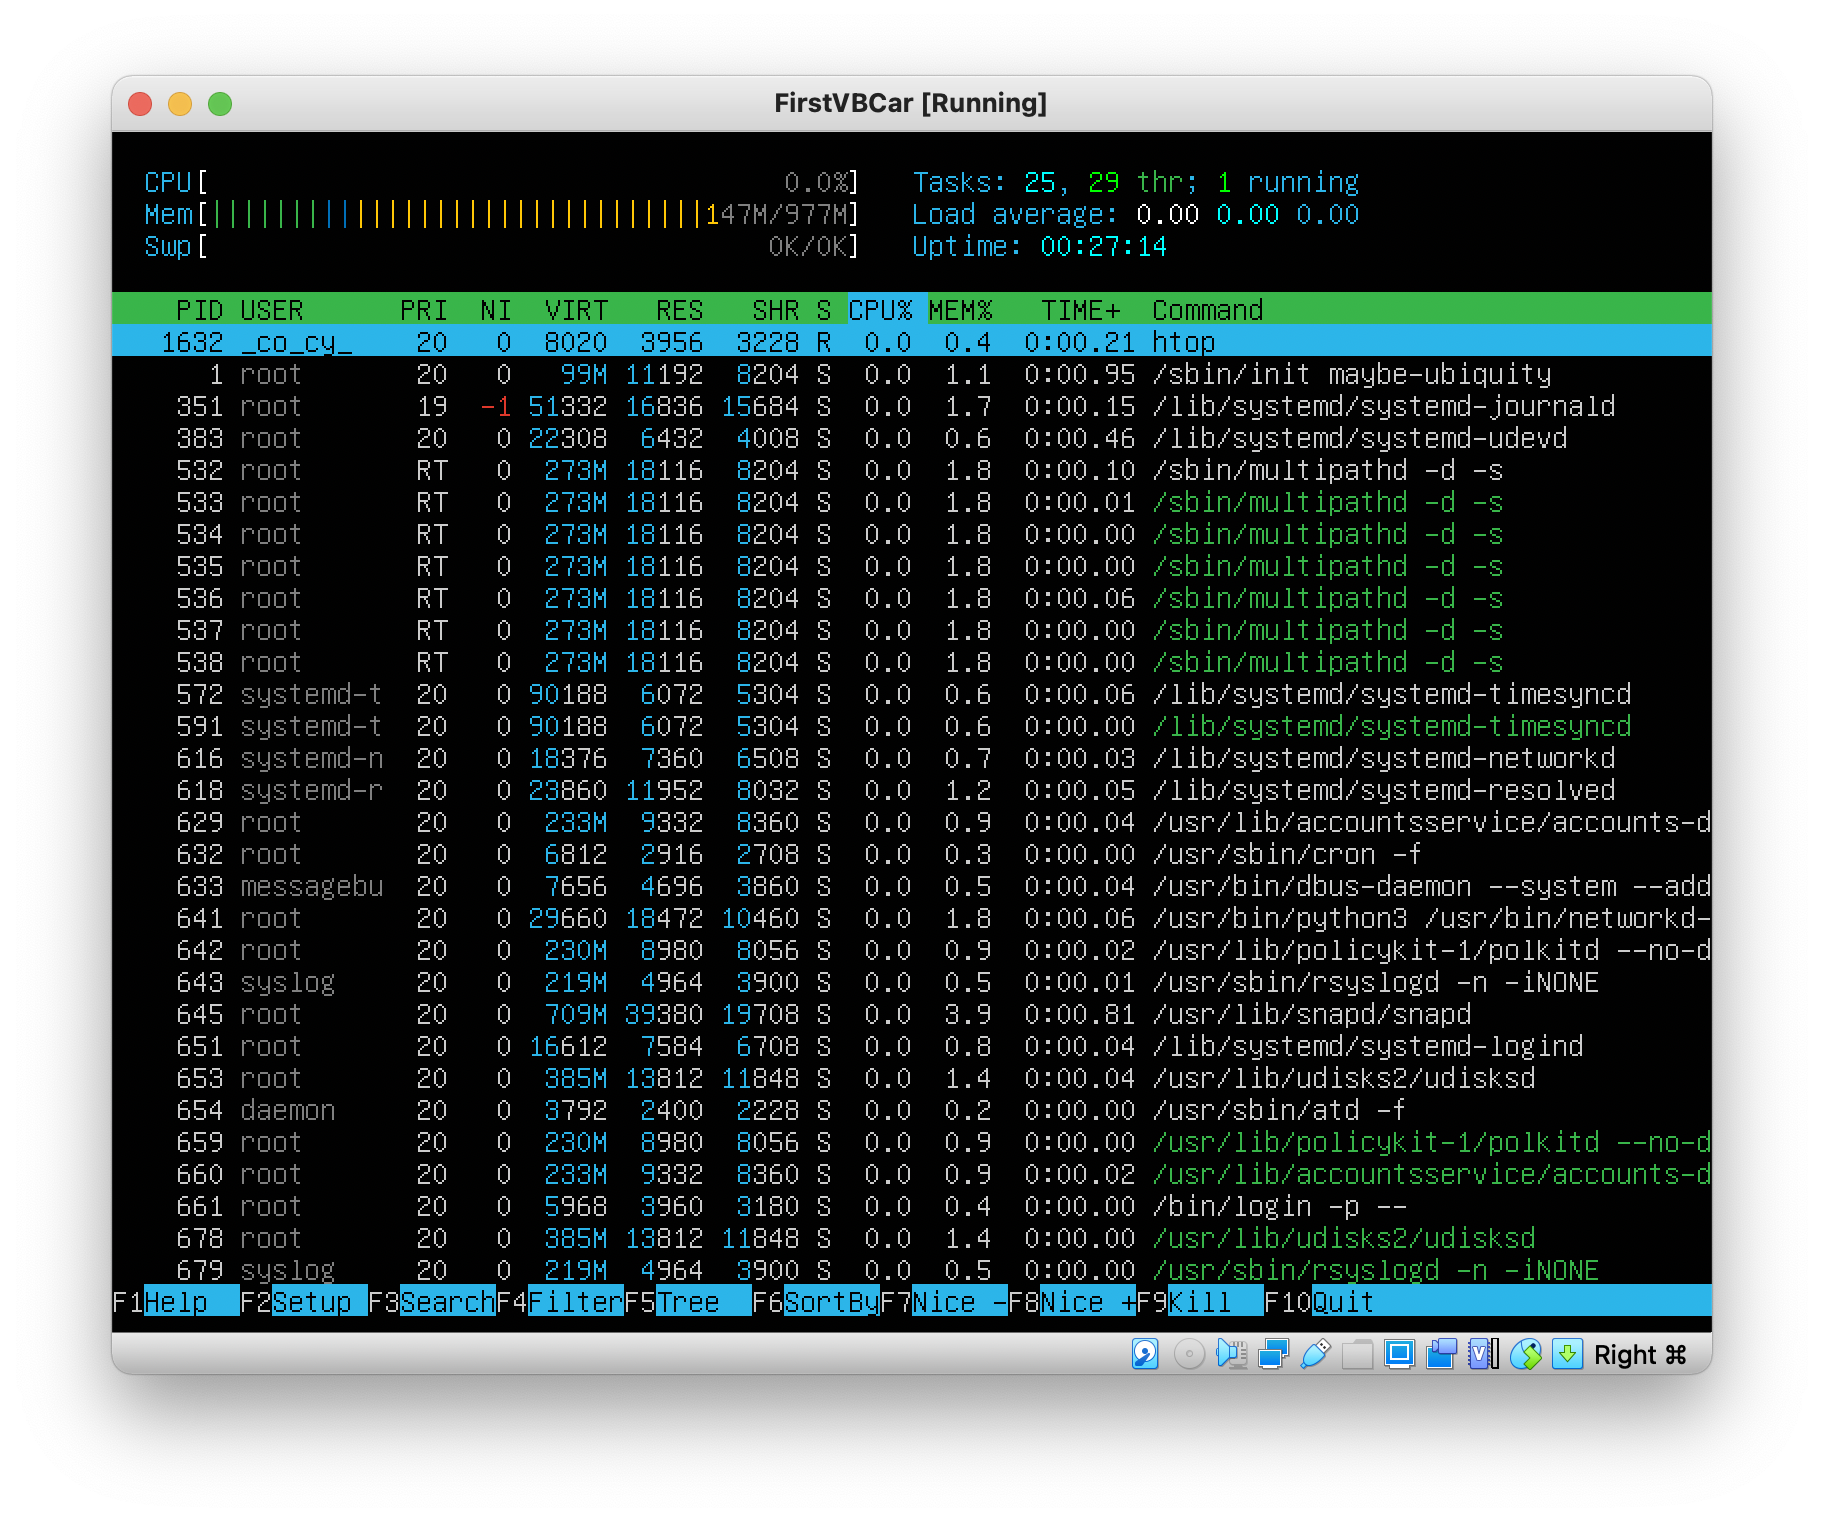 FirstVBCar [Running]
CPU[ 0.0%] Tasks: 25, 29 thr; 1 running
Mem[|||||||||||||||||||||||||||||||147M/977M] Load average: 0.00 0.00 0.00
Swp[ 0K/0K] Uptime: 00:27:14
PID USER PRI NI VIRT RES SHR S CPU% MEM% TIME+ Command
1632 _co_cy_ 20 0 8020 3956 3228 R 0.0 0.4 0:00.21 htop
1 root 20 0 99M 11192 8204 S 0.0 1.1 0:00.95 /sbin/init maybe-ubiquity
351 root 19 -1 51332 16836 15684 S 0.0 1.7 0:00.15 /lib/systemd/systemd-journald
383 root 20 0 22308 6432 4008 S 0.0 0.6 0:00.46 /lib/systemd/systemd-udevd
532 root RT 0 273M 18116 8204 S 0.0 1.8 0:00.10 /sbin/multipathd -d -s
533 root RT 0 273M 18116 8204 S 0.0 1.8 0:00.01 /sbin/multipathd -d -s
534 root RT 0 273M 18116 8204 S 0.0 1.8 0:00.00 /sbin/multipathd -d -s
535 root RT 0 273M 18116 8204 S 0.0 1.8 0:00.00 /sbin/multipathd -d -s
536 root RT 0 273M 18116 8204 S 0.0 1.8 0:00.06 /sbin/multipathd -d -s
537 root RT 0 273M 18116 8204 S 0.0 1.8 0:00.00 /sbin/multipathd -d -s
538 root RT 0 273M 18116 8204 S 0.0 1.8 0:00.00 /sbin/multipathd -d -s
572 systemd-t 20 0 90188 6072 5304 S 0.0 0.6 0:00.06 /lib/systemd/systemd-timesyncd
591 systemd-t 20 0 90188 6072 5304 S 0.0 0.6 0:00.00 /lib/systemd/systemd-timesyncd
616 systemd-n 20 0 18376 7360 6508 S 0.0 0.7 0:00.03 /lib/systemd/systemd-networkd
618 systemd-r 20 0 23860 11952 8032 S 0.0 1.2 0:00.05 /lib/systemd/systemd-resolved
629 root 20 0 233M 9332 8360 S 0.0 0.9 0:00.04 /usr/lib/accountsservice/accounts-d
632 root 20 0 6812 2916 2708 S 0.0 0.3 0:00.00 /usr/sbin/cron -f
633 messagebu 20 0 7656 4696 3860 S 0.0 0.5 0:00.04 /usr/bin/dbus-daemon --system --add
641 root 20 0 29660 18472 10460 S 0.0 1.8 0:00.06 /usr/bin/python3 /usr/bin/networkd-
642 root 20 0 230M 8980 8056 S 0.0 0.9 0:00.02 /usr/lib/policykit-1/polkitd --no-d
643 syslog 20 0 219M 4964 3900 S 0.0 0.5 0:00.01 /usr/sbin/rsyslogd -n -iNONE
645 root 20 0 709M 39380 19708 S 0.0 3.9 0:00.81 /usr/lib/snapd/snapd
651 root 20 0 16612 7584 6708 S 0.0 0.8 0:00.04 /lib/systemd/systemd-logind
653 root 20 0 385M 13812 11848 S 0.0 1.4 0:00.04 /usr/lib/udisks2/udisksd
654 daemon 20 0 3792 2400 2228 S 0.0 0.2 0:00.00 /usr/sbin/atd -f
659 root 20 0 230M 8980 8056 S 0.0 0.9 0:00.00 /usr/lib/policykit-1/polkitd --no-d
660 root 20 0 233M 9332 8360 S 0.0 0.9 0:00.02 /usr/lib/accountsservice/accounts-d
661 root 20 0 5968 3960 3180 S 0.0 0.4 0:00.00 /bin/login -p --
678 root 20 0 385M 13812 11848 S 0.0 1.4 0:00.00 /usr/lib/udisks2/udisksd
679 syslog 20 0 219M 4964 3900 S 0.0 0.5 0:00.00 /usr/sbin/rsyslogd -n -iNONE
F1Help F2Setup F3SearchF4FilterF5Tree F6SortByF7Nice -F8Nice +F9Kill F10Quit
Right ⌘